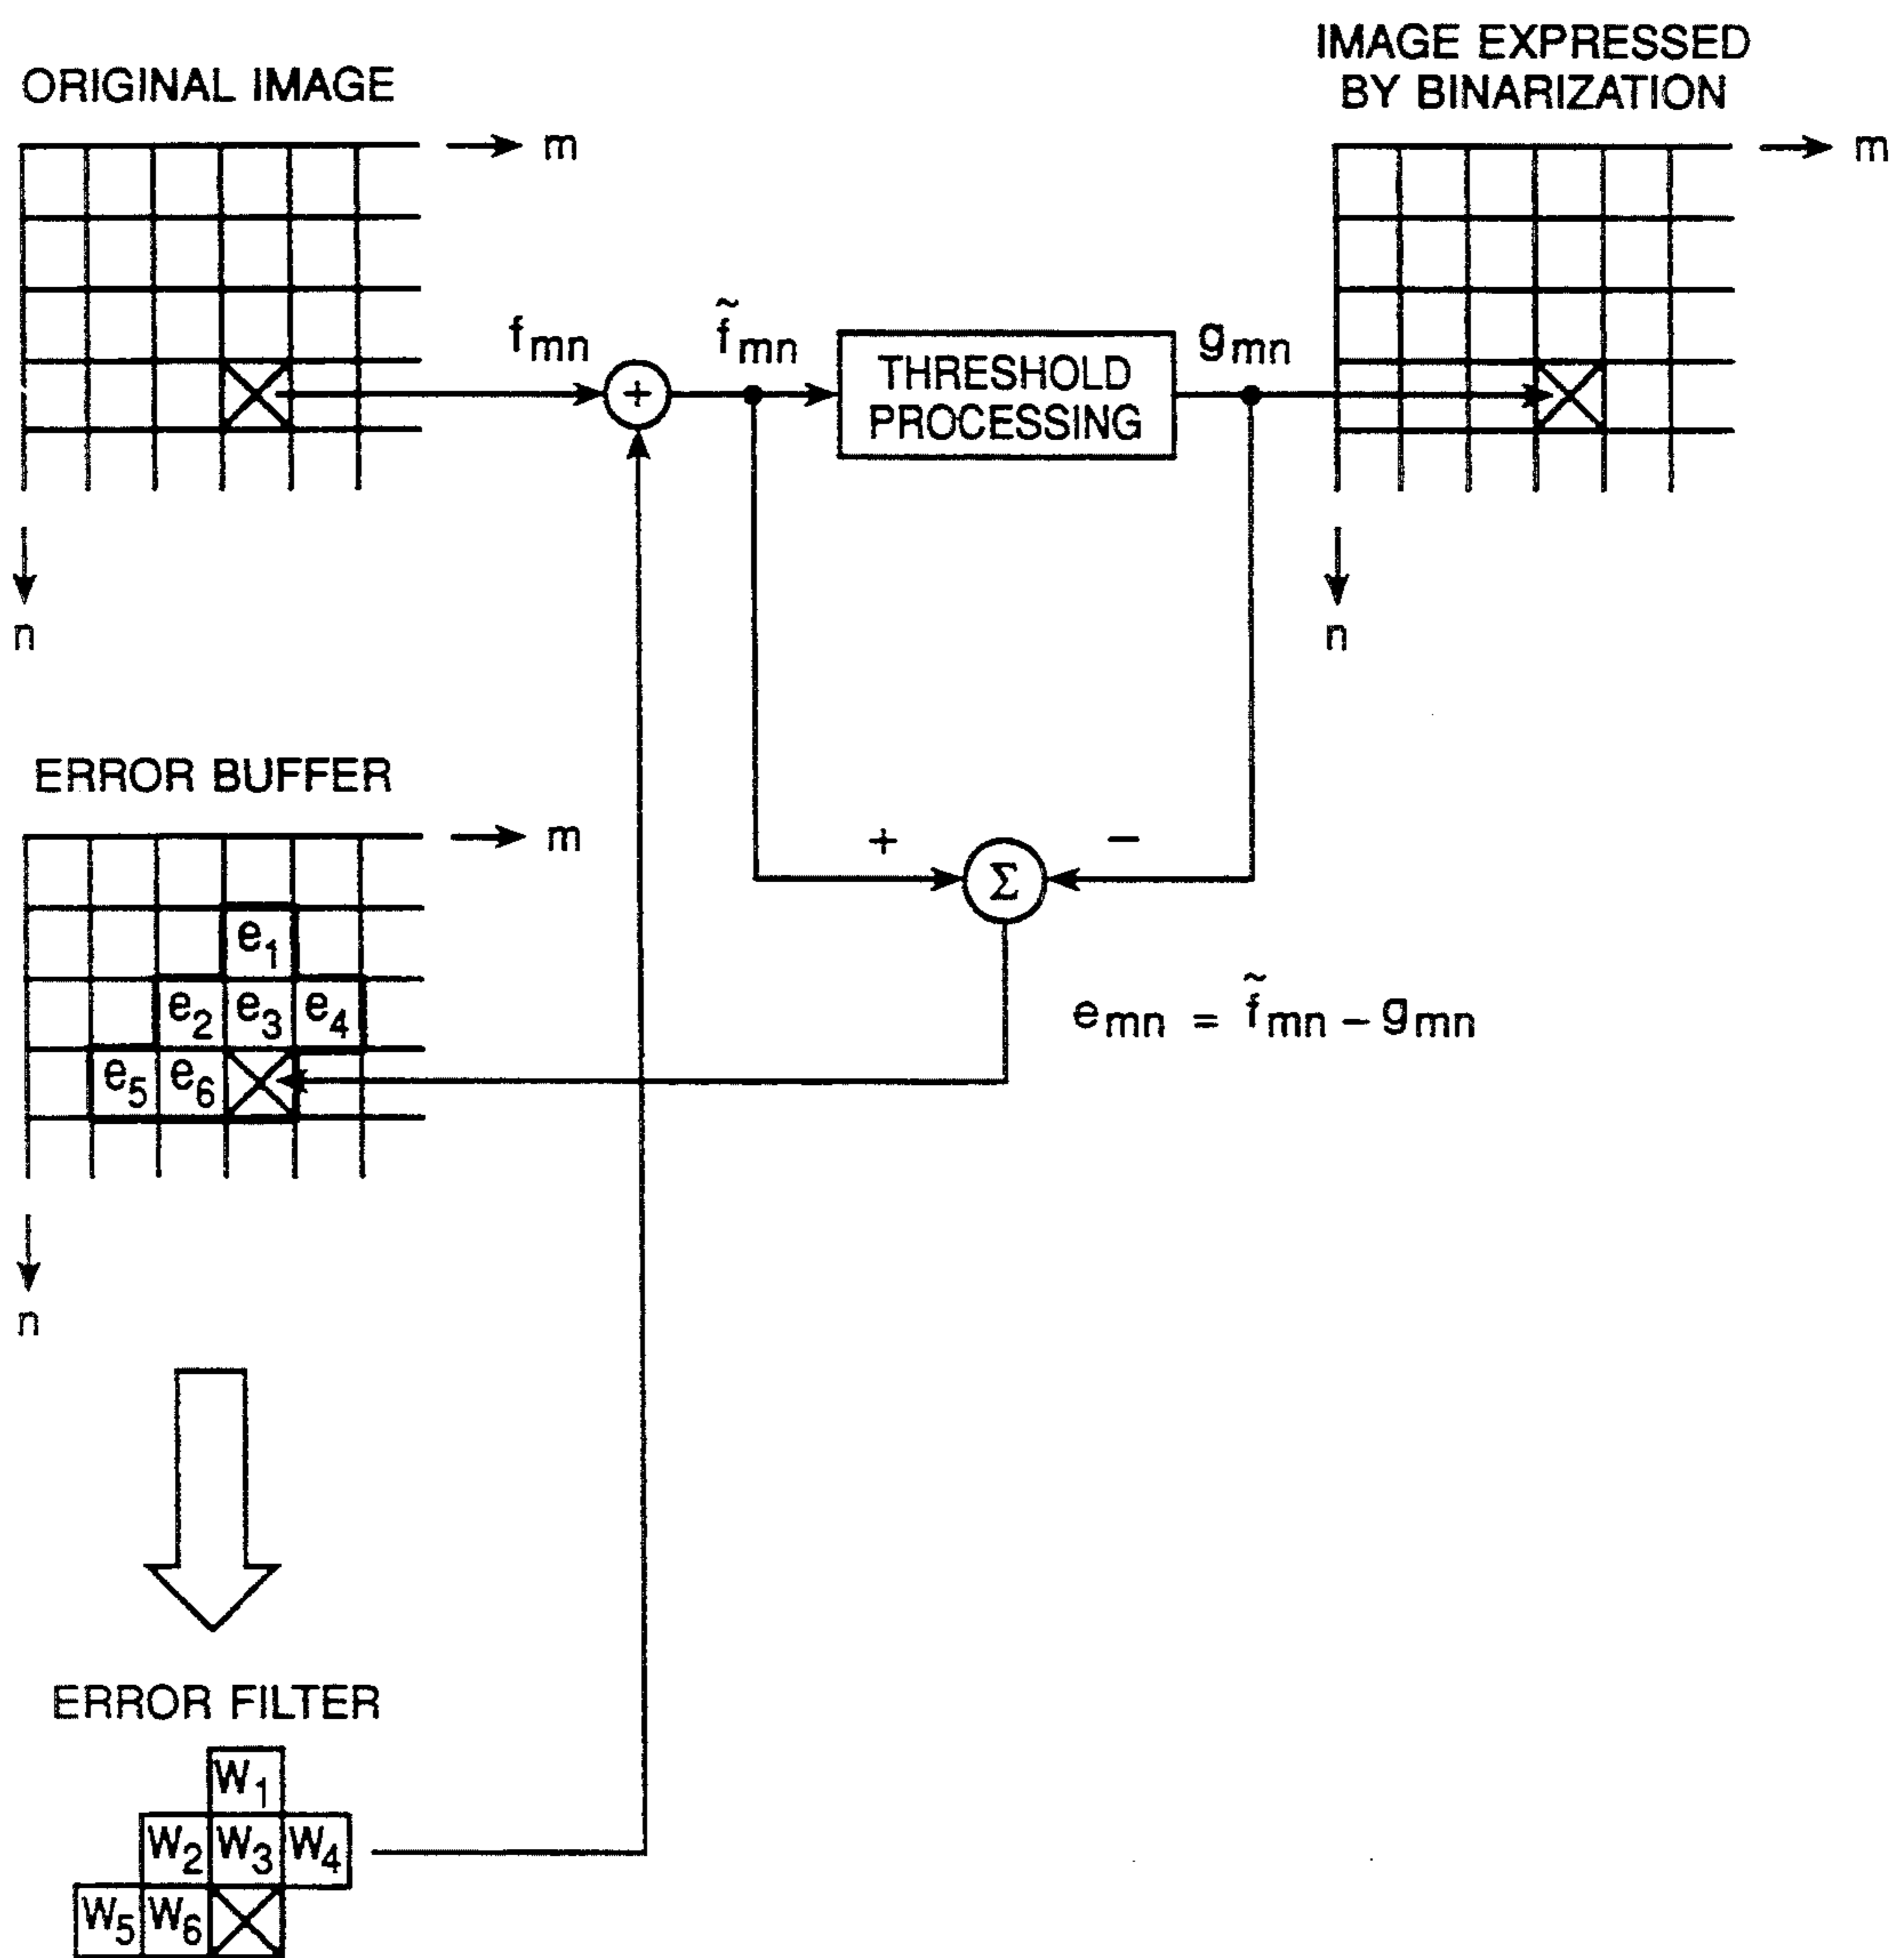 ORIGINAL IMAGE
m
n
IMAGE EXPRESSED
BY BINARIZATION
m
n
fmn
+
f̃mn
THRESHOLD
PROCESSING
gmn
+
−
Σ
emn = f̃mn – gmn
ERROR BUFFER
m
e1
e2 e3 e4
e5 e6
n
ERROR FILTER
W1
W2 W3 W4
W5 W6